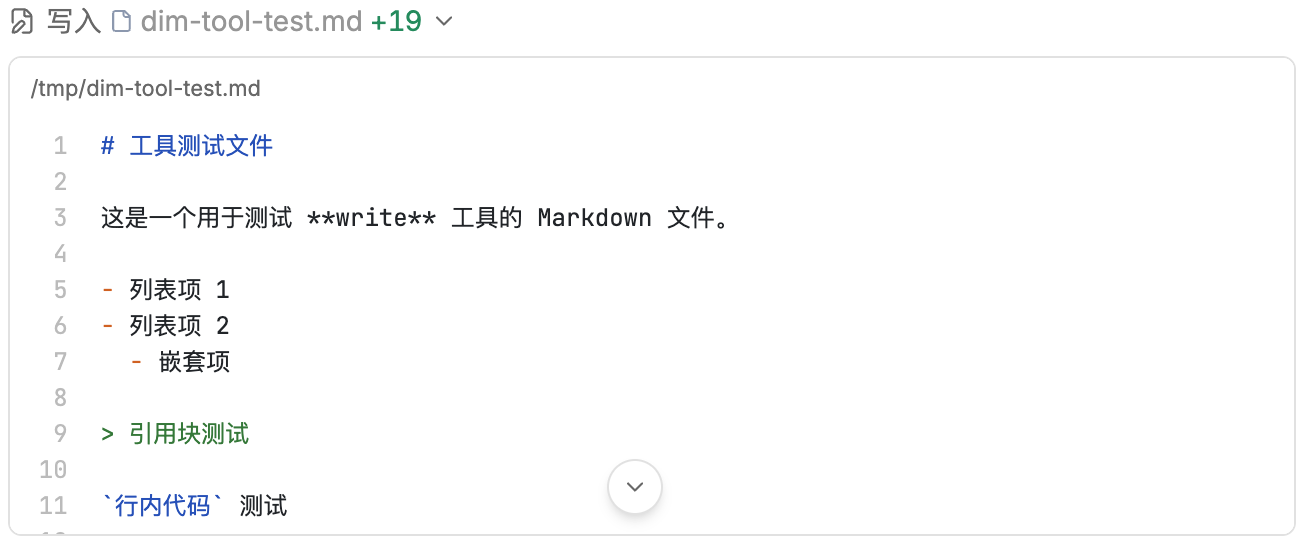 写入 dim-tool-test.md +19
/tmp/dim-tool-test.md
1 # 工具测试文件
2
3 这是一个用于测试 **write** 工具的 Markdown 文件。
4
5 - 列表项 1
6 - 列表项 2
7   - 嵌套项
8
9 > 引用块测试
10
11 `行内代码` 测试